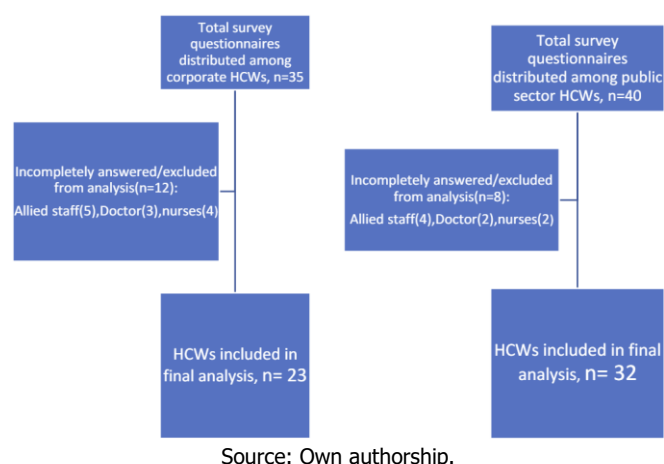 Total survey
questionnaires
distributed among
corporate HCWs, n=35
Incompletely answered/excluded
from analysis(n=12):
Allied staff(5),Doctor(3),nurses(4)
HCWs included in
final analysis, n= 23
Total survey
questionnaires
distributed among public
sector HCWs, n=40
Incompletely answered/excluded
from analysis(n=8):
Allied staff(4),Doctor(2),nurses(2)
HCWs included in final
analysis, n= 32
Source: Own authorship.